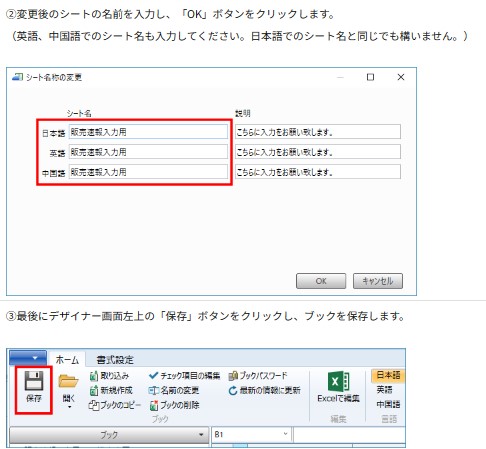 ②変更後のシートの名前を入力し、「OK」ボタンをクリックします。
（英語、中国語でのシート名も入力してください。日本語でのシート名と同じでも構いません。）
シート名称の変更
シート名 説明
日本語 販売速報入力用 こちらに入力をお願い致します。
英語 販売速報入力用 こちらに入力をお願い致します。
中国語 販売速報入力用 こちらに入力をお願い致します。
OK キャンセル
③最後にデザイナー画面左上の「保存」ボタンをクリックし、ブックを保存します。
ホーム 書式設定
取り込み チェック項目の編集 ブックパスワード 日本語
新規作成 名前の変更 最新の情報に更新 英語
保存 開く ブックのコピー ブックの削除 Excelで編集 中国語
ブック 編集 言語
ブック B1